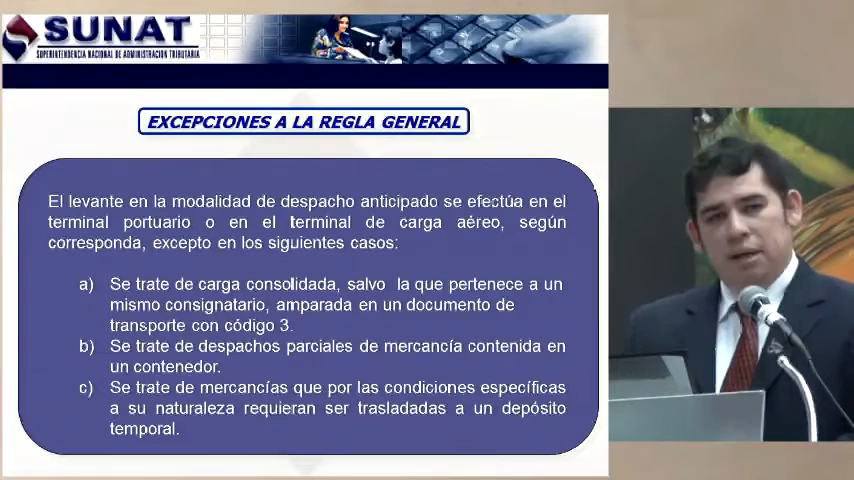 SUNAT
SUPERINTENDENCIA NACIONAL DE ADMINISTRACIÓN TRIBUTARIA
EXCEPCIONES A LA REGLA GENERAL
El levante en la modalidad de despacho anticipado se efectúa en el
terminal portuario o en el terminal de carga aéreo, según
corresponda, excepto en los siguientes casos:
a) Se trate de carga consolidada, salvo la que pertenece a un
mismo consignatario, amparada en un documento de
transporte con código 3.
b) Se trate de despachos parciales de mercancía contenida en
un contenedor.
c) Se trate de mercancías que por las condiciones específicas
a su naturaleza requieran ser trasladadas a un depósito
temporal.